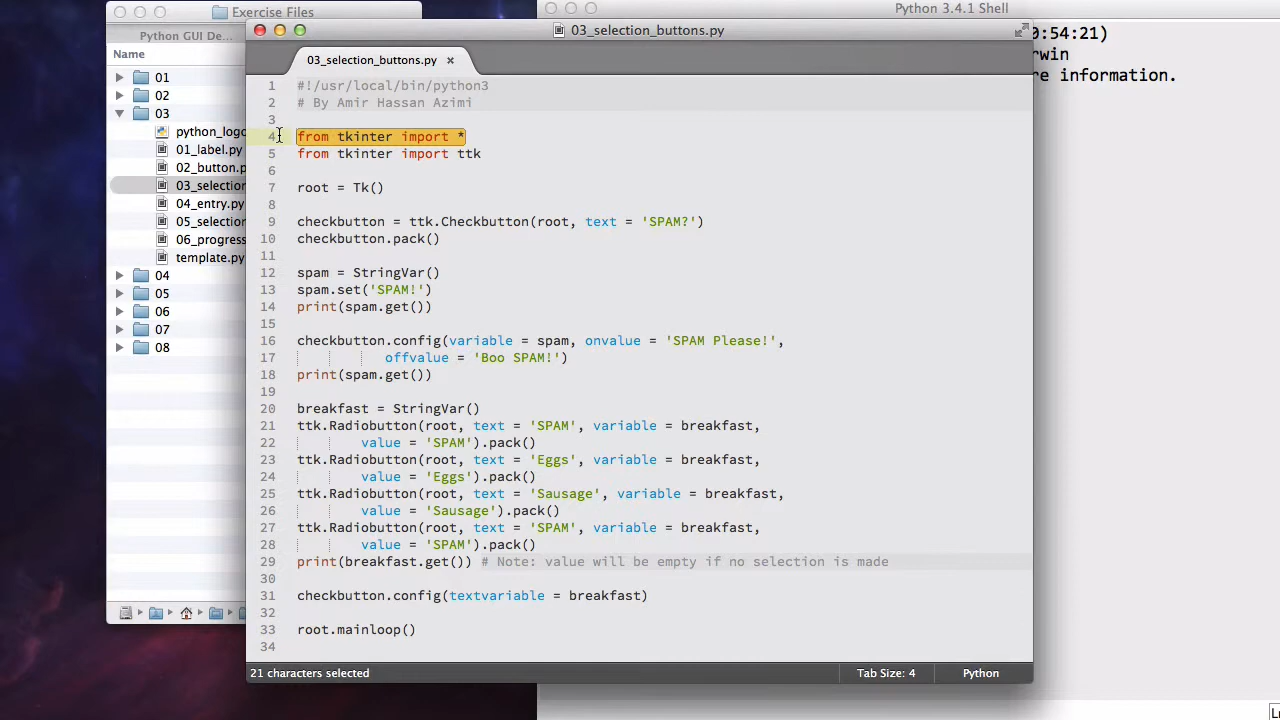 Exercise Files
Python 3.4.1 Shell
03_selection_buttons.py
Python GUI De...
Name
01
02
03
python_logo
01_label.py
02_button.p
03_selection
04_entry.py
05_selection
06_progress
template.py
04
05
06
07
08
03_selection_buttons.py ×
1 #!/usr/local/bin/python3
2 # By Amir Hassan Azimi
3
4 from tkinter import *
5 from tkinter import ttk
6
7 root = Tk()
8
9 checkbutton = ttk.Checkbutton(root, text = 'SPAM?')
10 checkbutton.pack()
11
12 spam = StringVar()
13 spam.set('SPAM!')
14 print(spam.get())
15
16 checkbutton.config(variable = spam, onvalue = 'SPAM Please!',
17 offvalue = 'Boo SPAM!')
18 print(spam.get())
19
20 breakfast = StringVar()
21 ttk.Radiobutton(root, text = 'SPAM', variable = breakfast,
22 value = 'SPAM').pack()
23 ttk.Radiobutton(root, text = 'Eggs', variable = breakfast,
24 value = 'Eggs').pack()
25 ttk.Radiobutton(root, text = 'Sausage', variable = breakfast,
26 value = 'Sausage').pack()
27 ttk.Radiobutton(root, text = 'SPAM', variable = breakfast,
28 value = 'SPAM').pack()
29 print(breakfast.get()) # Note: value will be empty if no selection is made
30
31 checkbutton.config(textvariable = breakfast)
32
33 root.mainloop()
34
21 characters selected
Tab Size: 4
Python
0:54:21)
rwin
re information.